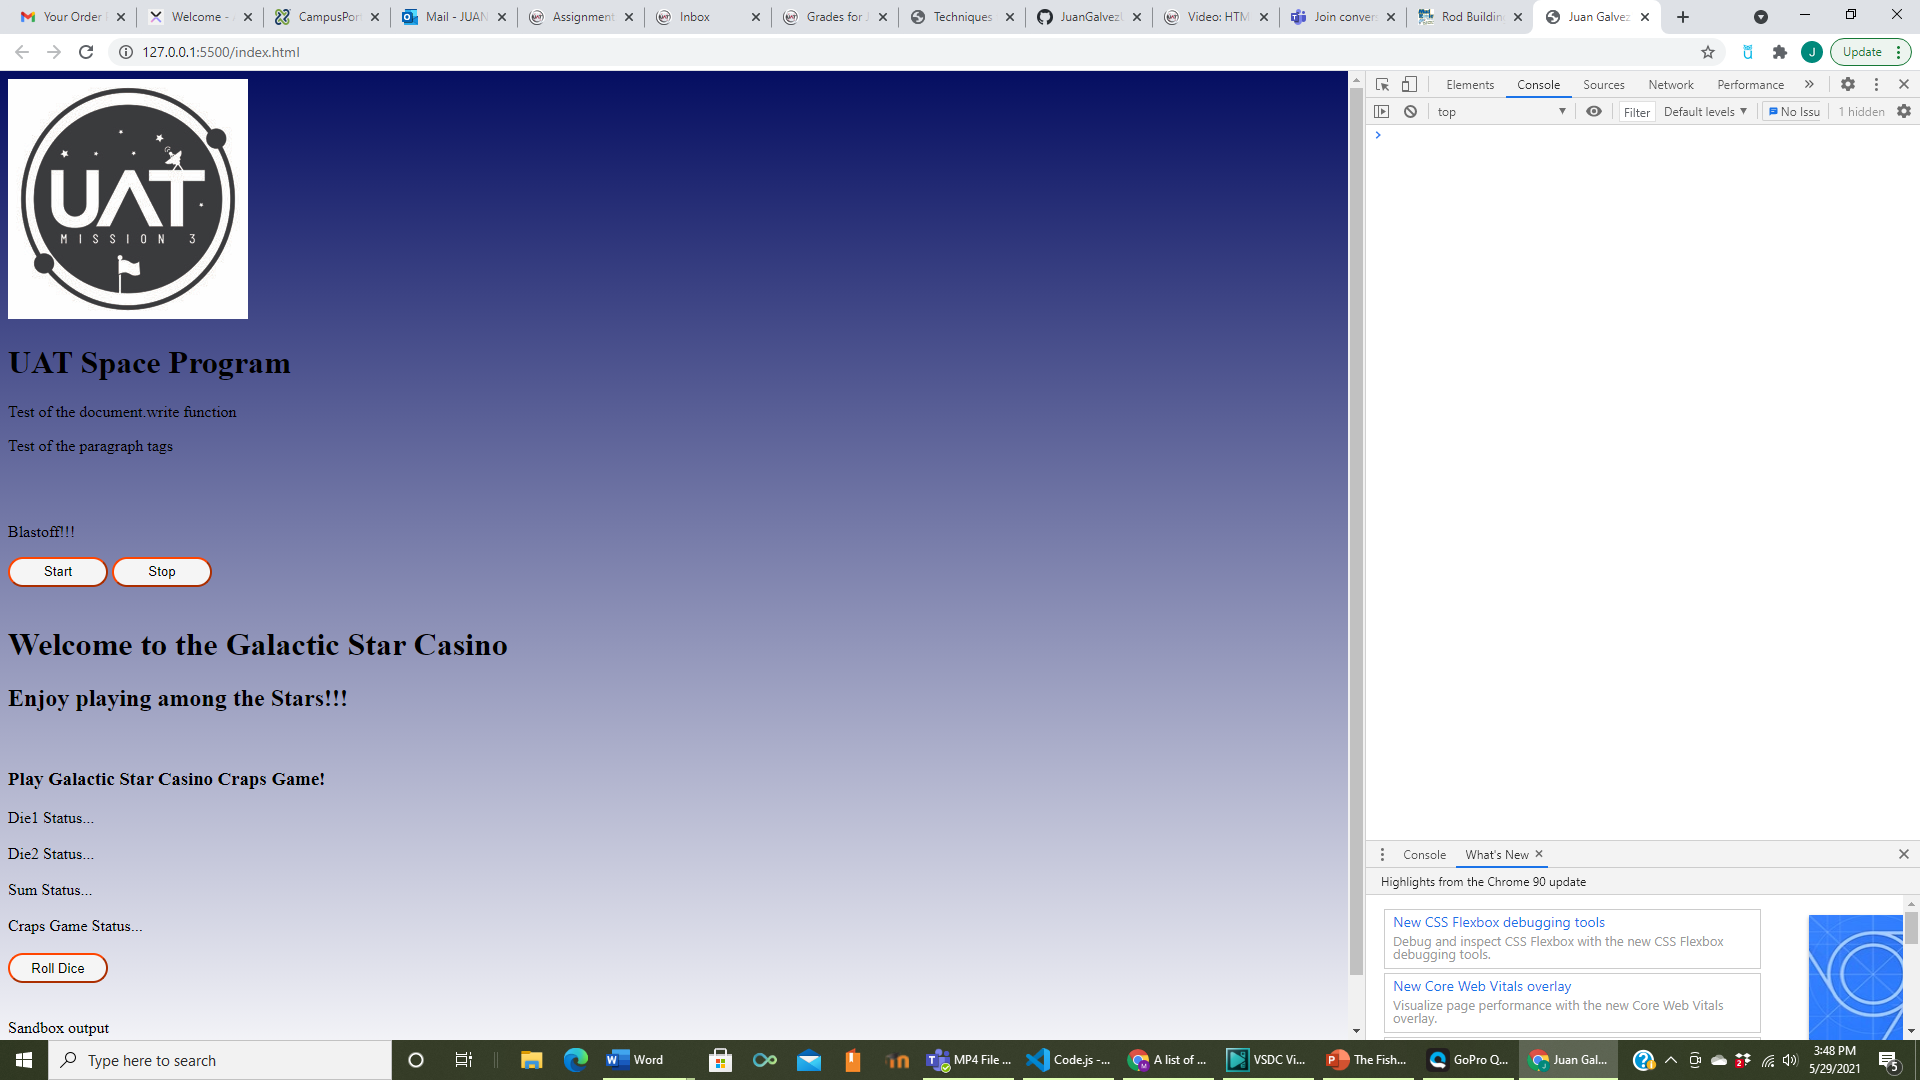 Your Order
Welcome -
CampusPor
Mail - JUAN
Assignment
Inbox
Grades for J
Techniques
JuanGalvez
Video: HTM
Join convers
Rod Building
Juan Galvez
127.0.0.1:5500/index.html
J
Update
Elements
Console
Sources
Network
Performance
top
Filter
Default levels
No Issu
1 hidden
UAT
MISSION 3
UAT Space Program
Test of the document.write function
Test of the paragraph tags
Blastoff!!!
Start
Stop
Welcome to the Galactic Star Casino
Enjoy playing among the Stars!!!
Play Galactic Star Casino Craps Game!
Die1 Status...
Die2 Status...
Sum Status...
Craps Game Status...
Roll Dice
Sandbox output
Console
What's New
Highlights from the Chrome 90 update
New CSS Flexbox debugging tools
Debug and inspect CSS Flexbox with the new CSS Flexbox
debugging tools.
New Core Web Vitals overlay
Visualize page performance with the new Core Web Vitals
overlay.
Type here to search
Word
MP4 File ...
Code.js -...
A list of ...
VSDC Vi...
The Fish...
GoPro Q...
Juan Gal...
3:48 PM
5/29/2021
5